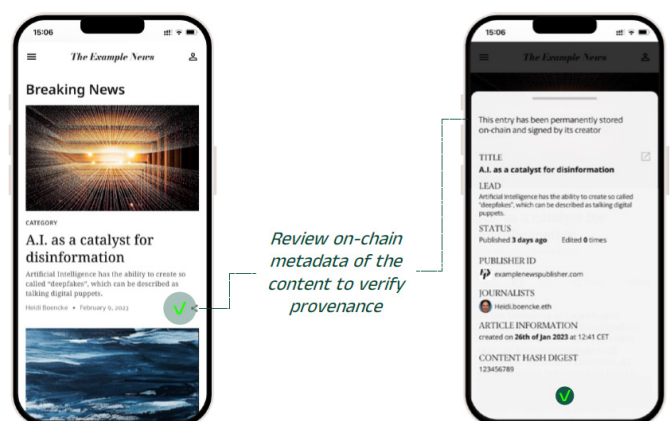 15:06
The Example News
Breaking News
CATEGORY
A.I. as a catalyst for
disinformation
Artificial Intelligence has the ability to create so
called "deepfakes", which can be described as
talking digital puppets.
Heidi Boencke • February 9, 2022
Review on-chain
metadata of the
content to verify
provenance
15:06
The Example News
This entry has been permanently stored
on-chain and signed by its creator
TITLE
A.I. as a catalyst for disinformation
LEAD
Artificial Intelligence has the ability to create so called
"deepfakes", which can be described as talking digital
puppets.
STATUS
Published 3 days ago Edited 0 times
PUBLISHER ID
examplenewspublisher.com
JOURNALISTS
Heidi.boencke.eth
ARTICLE INFORMATION
created on 26th of Jan 2023 at 12:41 CET
CONTENT HASH DIGEST
123456789